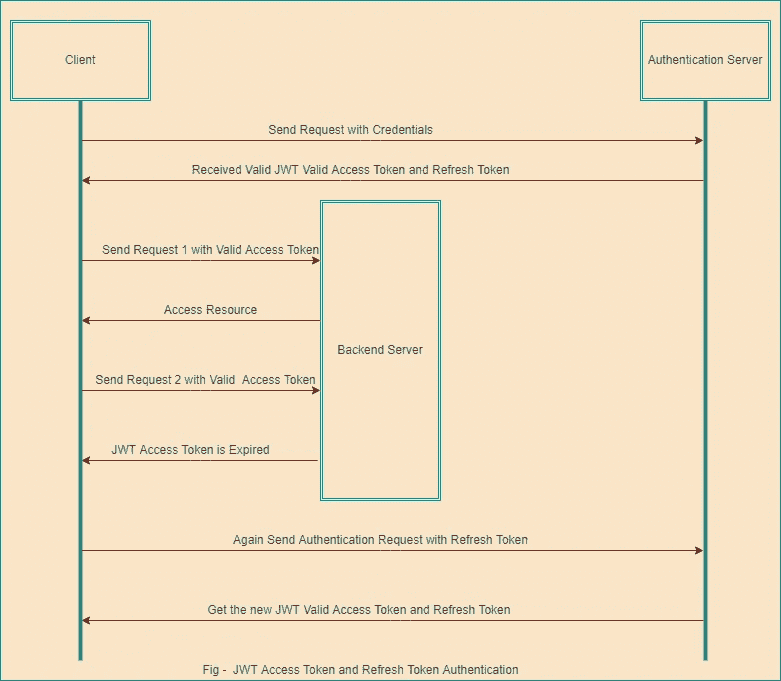 Client
Authentication Server
Send Request with Credentials
Received Valid JWT Valid Access Token and Refresh Token
Send Request 1 with Valid Access Token
Access Resource
Backend Server
Send Request 2 with Valid  Access Token
JWT Access Token is Expired
Again Send Authentication Request with Refresh Token
Get the new JWT Valid Access Token and Refresh Token
Fig -  JWT Access Token and Refresh Token Authentication